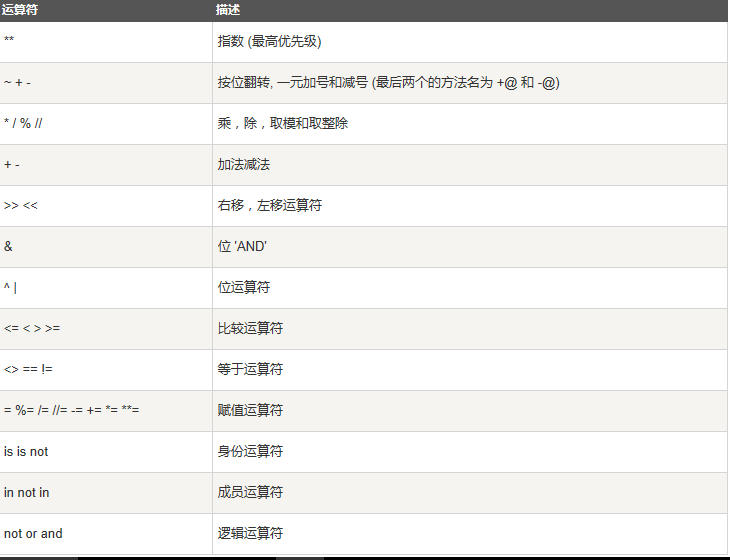 运算符 描述
** 指数 (最高优先级)
~ + - 按位翻转, 一元加号和减号 (最后两个的方法名为 +@ 和 -@)
* / % // 乘，除，取模和取整除
+ - 加法减法
>> << 右移，左移运算符
& 位 'AND'
^ | 位运算符
<= < > >= 比较运算符
<> == != 等于运算符
= %= /= //= -= += *= **= 赋值运算符
is is not 身份运算符
in not in 成员运算符
not or and 逻辑运算符